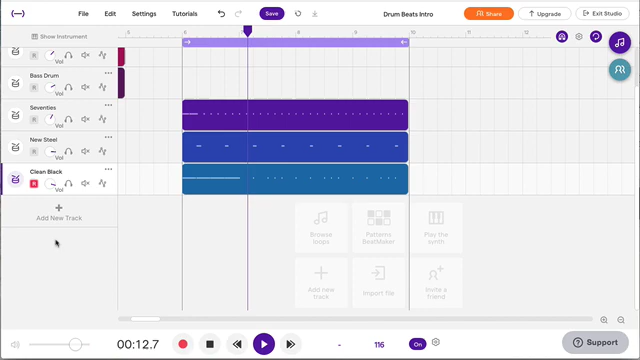 File Edit Settings Tutorials Save Drum Beats Intro Share Upgrade Exit Studio
Show Instrument
5 6 8 9 10 11 12
R Vol
Bass Drum
Seventies
R Vol
New Steel
R Vol
Clean Black
R Vol
Add New Track
Browse loops
Patterns BeatMaker
Play the synth
Add new track
Import file
Invite a friend
00:12.7 - 116 On Support